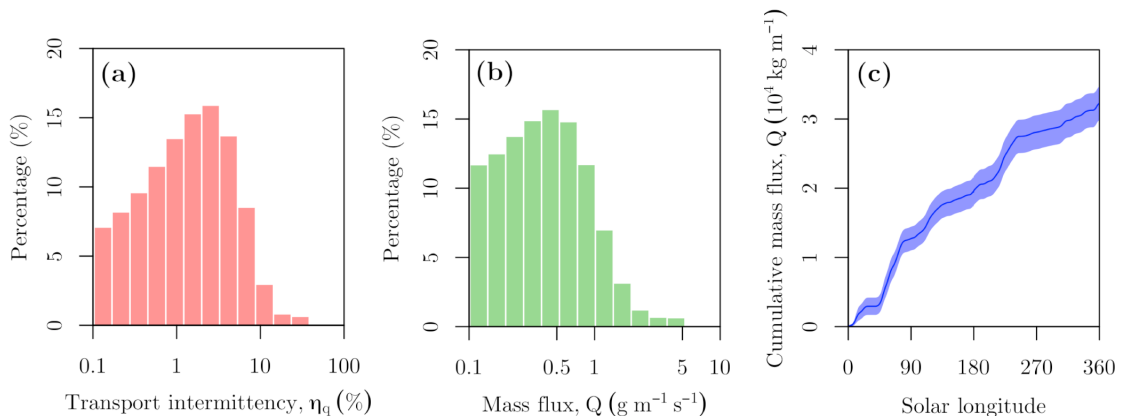 (a)
20
15
10
5
0
Percentage (%)
0.1 1 10 100
Transport intermittency, ηq (%)
(b)
20
15
10
5
0
Percentage (%)
0.1 0.5 1 5 10
Mass flux, Q (g m⁻¹ s⁻¹)
(c)
4
3
2
1
0
Cumulative mass flux, Q (10⁴ kg m⁻¹)
0 90 180 270 360
Solar longitude